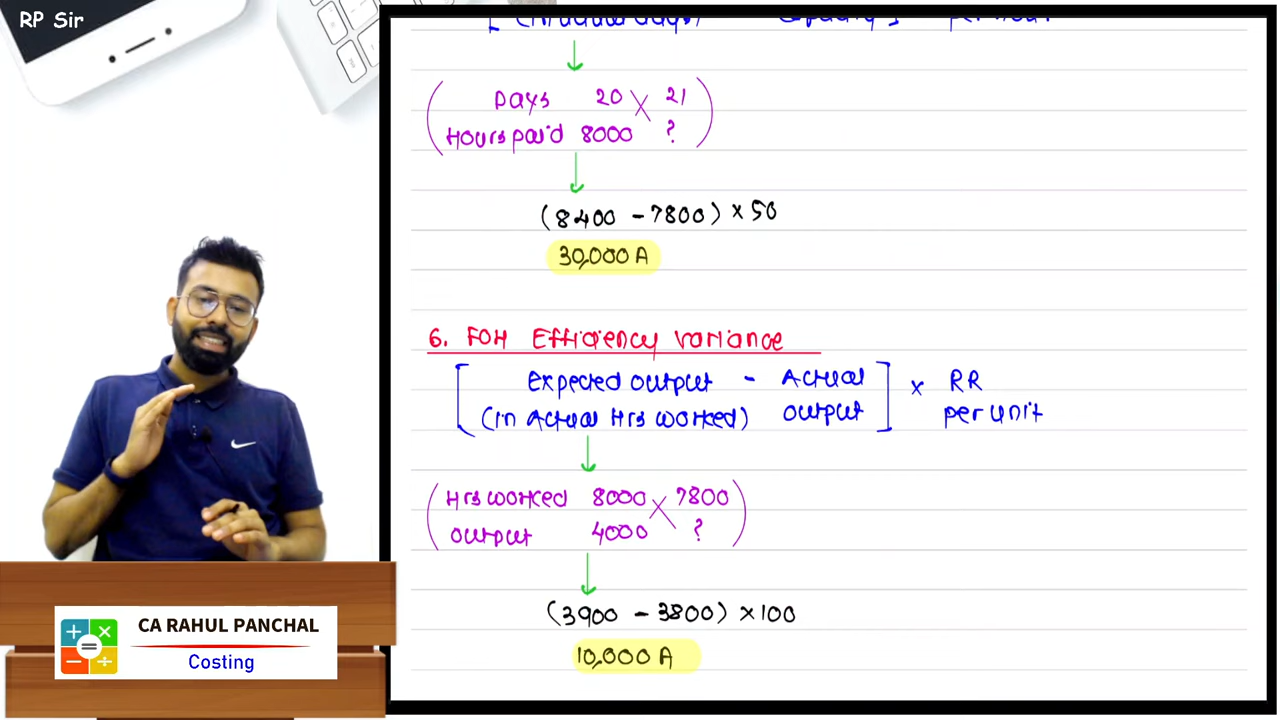 RP Sir
Days 20 21
Hours paid 8000 ?
(8400 - 7800) × 50
30,000 A
6. FOH Efficiency variance
[Expected output - Actual] × RR
(In Actual Hrs worked) output per unit
(Hrs worked 8000 7800)
output 4000 ?
(3900 - 3800) × 100
10,000 A
CA RAHUL PANCHAL
Costing